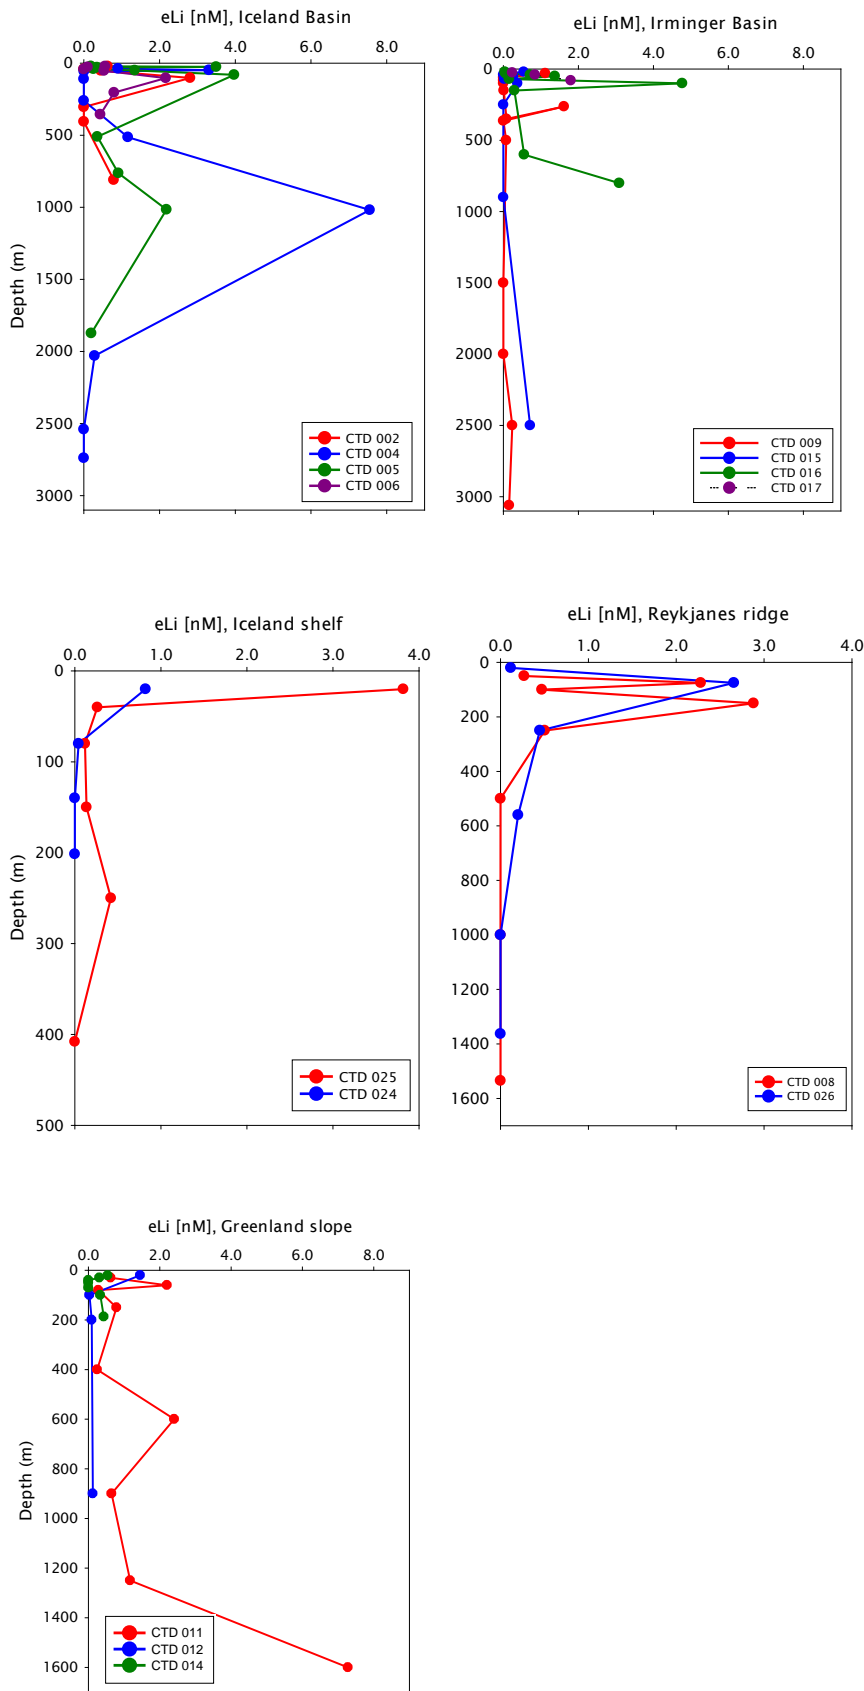 eLi [nM], Iceland Basin
0.0 2.0 4.0 6.0 8.0
0
500
1000
1500
2000
2500
3000
Depth (m)
CTD 002
CTD 004
CTD 005
CTD 006
eLi [nM], Irminger Basin
0.0 2.0 4.0 6.0 8.0
0
500
1000
1500
2000
2500
3000
CTD 009
CTD 015
CTD 016
CTD 017
eLi [nM], Iceland shelf
0.0 1.0 2.0 3.0 4.0
0
100
200
300
400
500
Depth (m)
CTD 025
CTD 024
eLi [nM], Reykjanes ridge
0.0 1.0 2.0 3.0 4.0
0
200
400
600
800
1000
1200
1400
1600
CTD 008
CTD 026
eLi [nM], Greenland slope
0.0 2.0 4.0 6.0 8.0
0
200
400
600
800
1000
1200
1400
1600
Depth (m)
CTD 011
CTD 012
CTD 014